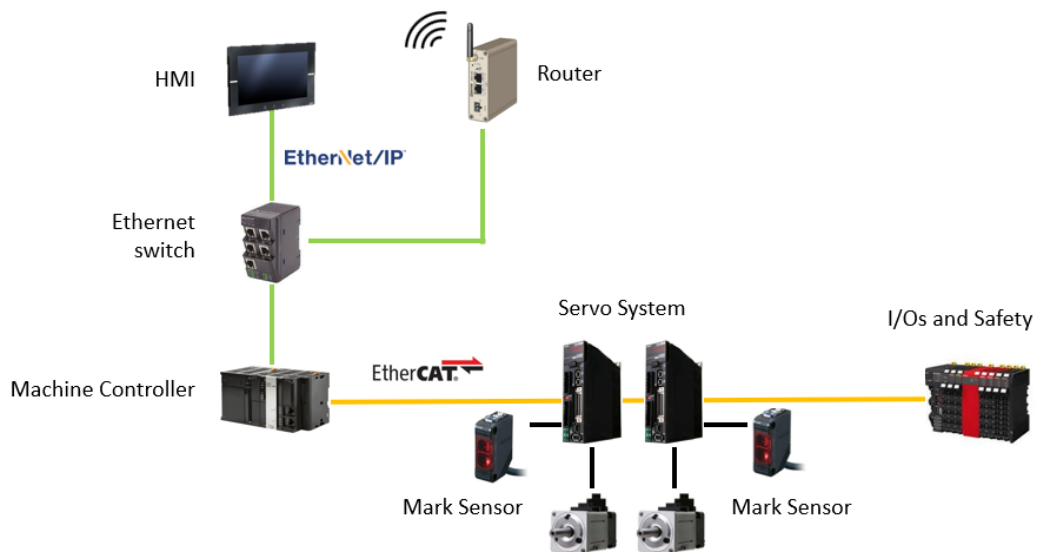 HMI
Router
EtherNet/IP
Ethernet
switch
Servo System
I/Os and Safety
EtherCAT
Machine Controller
Mark Sensor
Mark Sensor